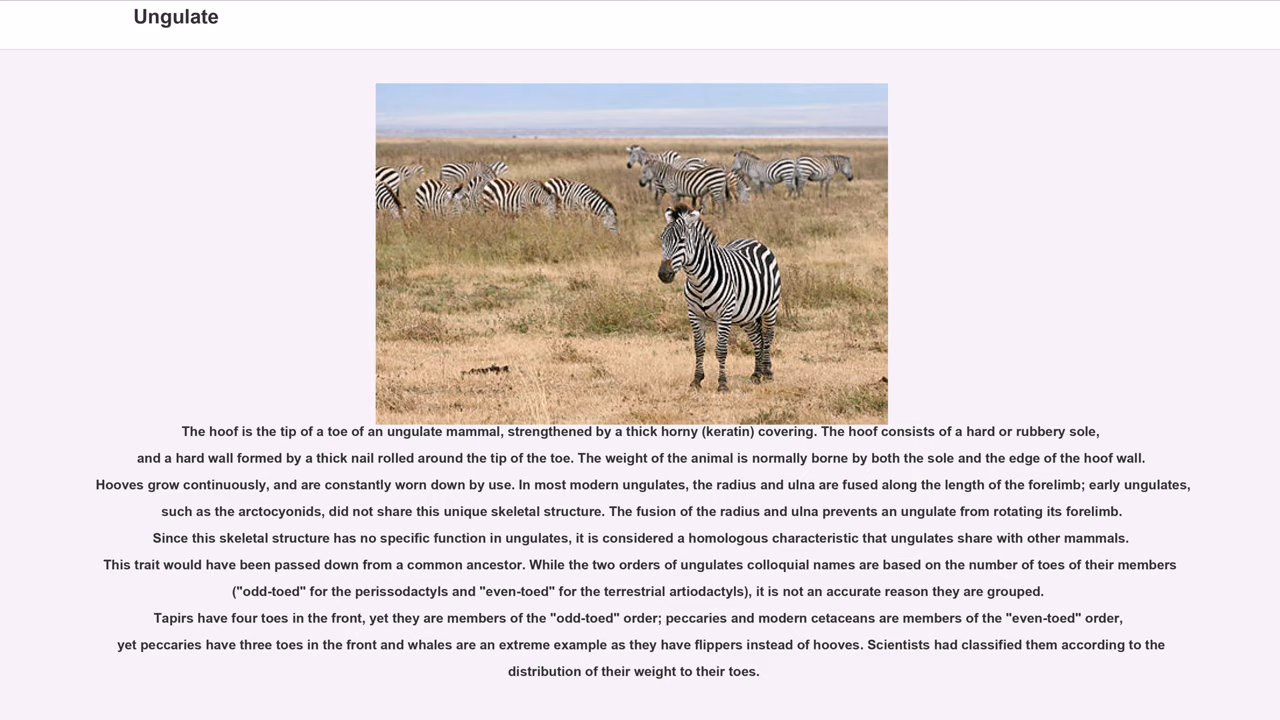 Ungulate
The hoof is the tip of a toe of an ungulate mammal, strengthened by a thick horny (keratin) covering. The hoof consists of a hard or rubbery sole,
and a hard wall formed by a thick nail rolled around the tip of the toe. The weight of the animal is normally borne by both the sole and the edge of the hoof wall.
Hooves grow continuously, and are constantly worn down by use. In most modern ungulates, the radius and ulna are fused along the length of the forelimb; early ungulates,
such as the arctocyonids, did not share this unique skeletal structure. The fusion of the radius and ulna prevents an ungulate from rotating its forelimb.
Since this skeletal structure has no specific function in ungulates, it is considered a homologous characteristic that ungulates share with other mammals.
This trait would have been passed down from a common ancestor. While the two orders of ungulates colloquial names are based on the number of toes of their members
("odd-toed" for the perissodactyls and "even-toed" for the terrestrial artiodactyls), it is not an accurate reason they are grouped.
Tapirs have four toes in the front, yet they are members of the "odd-toed" order; peccaries and modern cetaceans are members of the "even-toed" order,
yet peccaries have three toes in the front and whales are an extreme example as they have flippers instead of hooves. Scientists had classified them according to the
distribution of their weight to their toes.